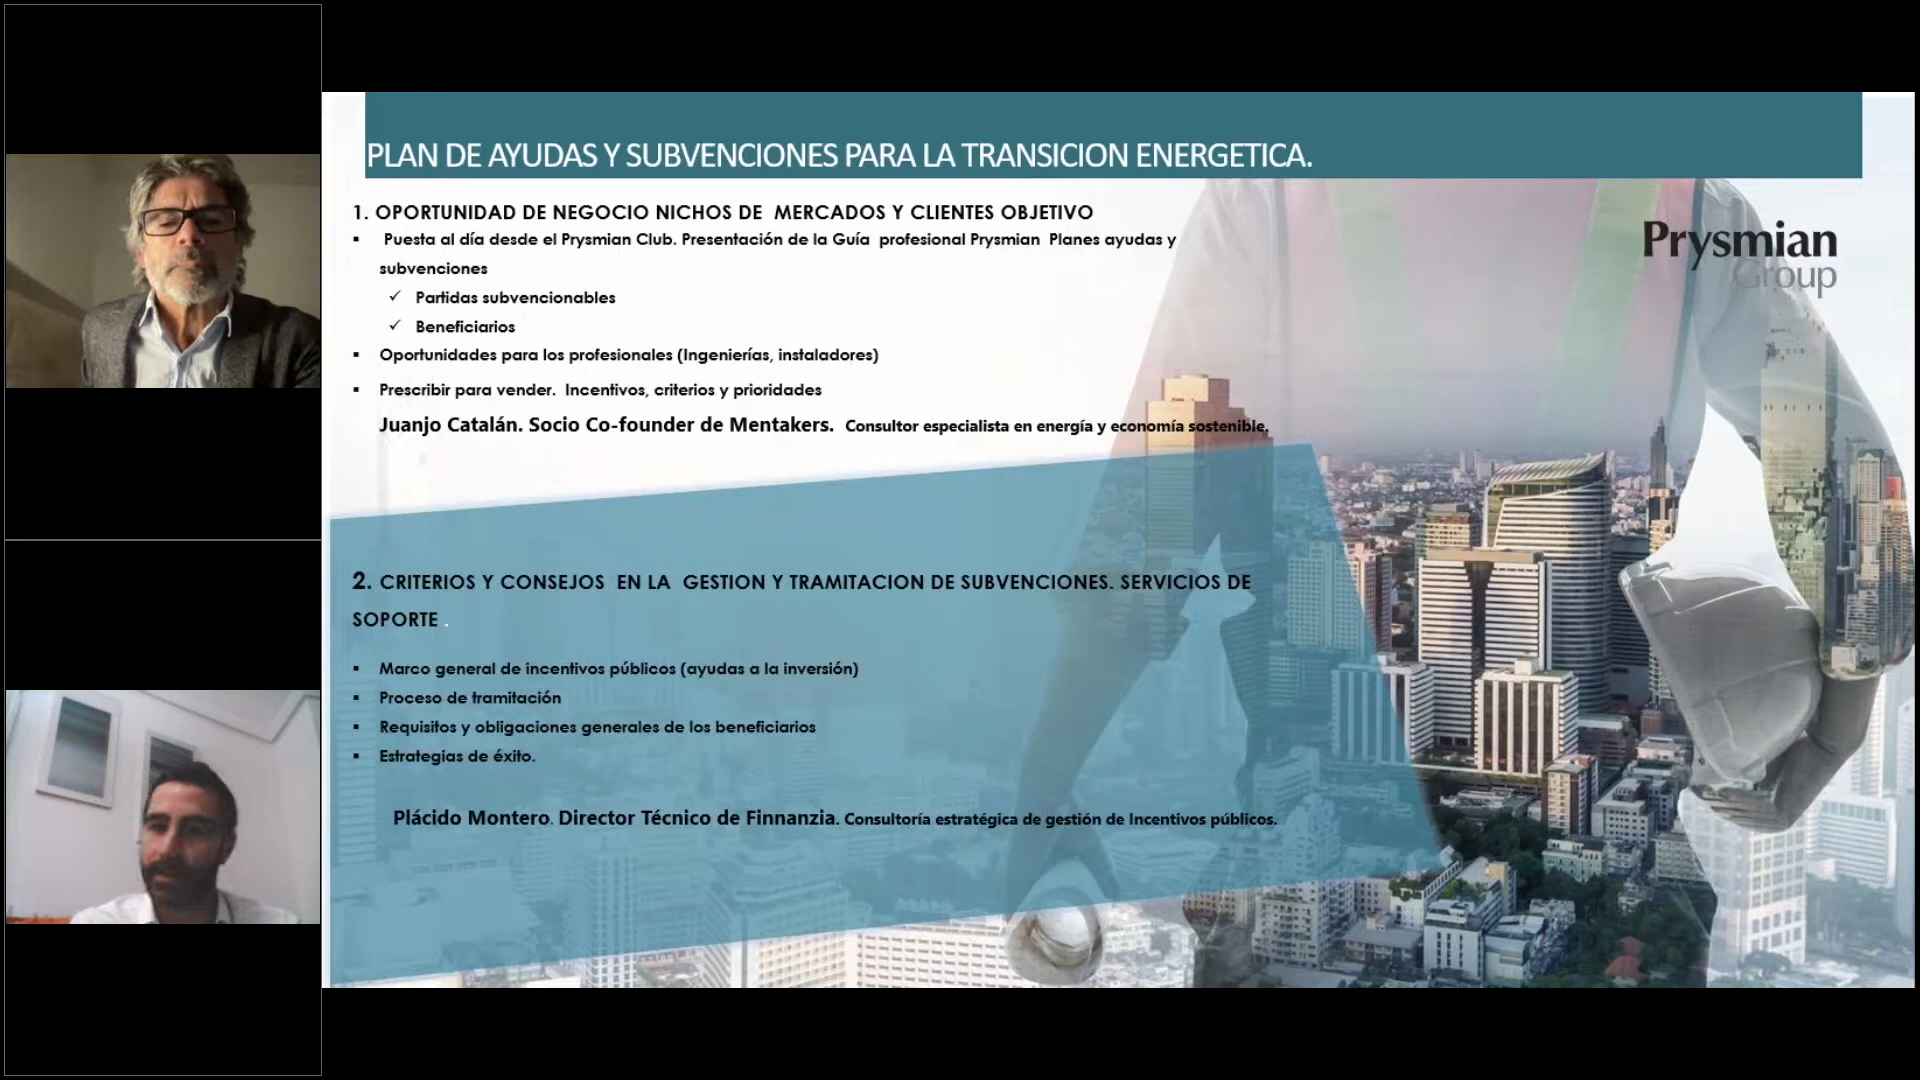 PLAN DE AYUDAS Y SUBVENCIONES PARA LA TRANSICION ENERGETICA.
Prysmian
Group
1. OPORTUNIDAD DE NEGOCIO NICHOS DE MERCADOS Y CLIENTES OBJETIVO
▪ Puesta al día desde el Prysmian Club. Presentación de la Guía profesional Prysmian Planes ayudas y
subvenciones
✓ Partidas subvencionables
✓ Beneficiarios
▪ Oportunidades para los profesionales (Ingenierías, instaladores)
▪ Prescribir para vender. Incentivos, criterios y prioridades
Juanjo Catalán. Socio Co-founder de Mentakers. Consultor especialista en energía y economía sostenible.
2. CRITERIOS Y CONSEJOS EN LA GESTION Y TRAMITACION DE SUBVENCIONES. SERVICIOS DE
SOPORTE .
▪ Marco general de incentivos públicos (ayudas a la inversión)
▪ Proceso de tramitación
▪ Requisitos y obligaciones generales de los beneficiarios
▪ Estrategias de éxito.
Plácido Montero. Director Técnico de Finnanzia. Consultoría estratégica de gestión de Incentivos públicos.